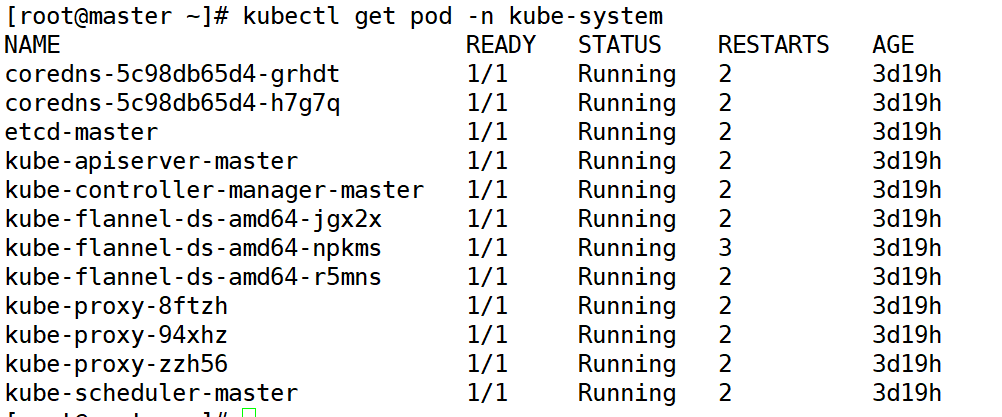 [root@master ~]# kubectl get pod -n kube-system
NAME READY STATUS RESTARTS AGE
coredns-5c98db65d4-grhdt 1/1 Running 2 3d19h
coredns-5c98db65d4-h7g7q 1/1 Running 2 3d19h
etcd-master 1/1 Running 2 3d19h
kube-apiserver-master 1/1 Running 2 3d19h
kube-controller-manager-master 1/1 Running 2 3d19h
kube-flannel-ds-amd64-jgx2x 1/1 Running 2 3d19h
kube-flannel-ds-amd64-npkms 1/1 Running 3 3d19h
kube-flannel-ds-amd64-r5mns 1/1 Running 2 3d19h
kube-proxy-8ftzh 1/1 Running 2 3d19h
kube-proxy-94xhz 1/1 Running 2 3d19h
kube-proxy-zzh56 1/1 Running 2 3d19h
kube-scheduler-master 1/1 Running 2 3d19h